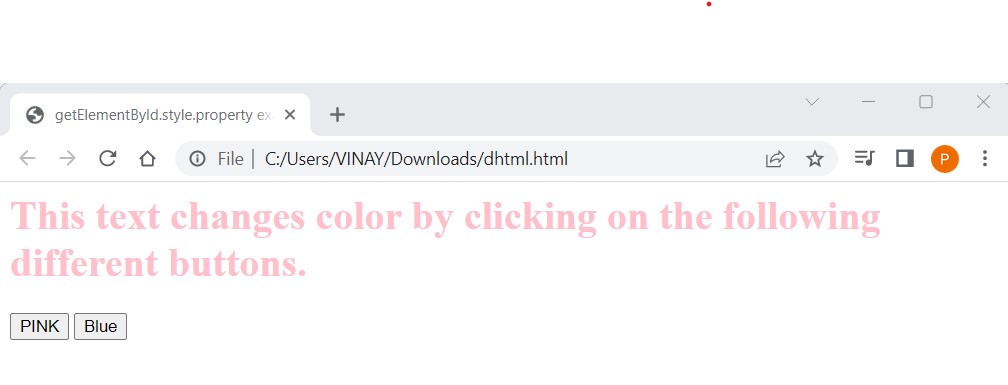 getElementById.style.property exa
File
C:/Users/VINAY/Downloads/dhtml.html
P
This text changes color by clicking on the following
different buttons.
PINK
Blue